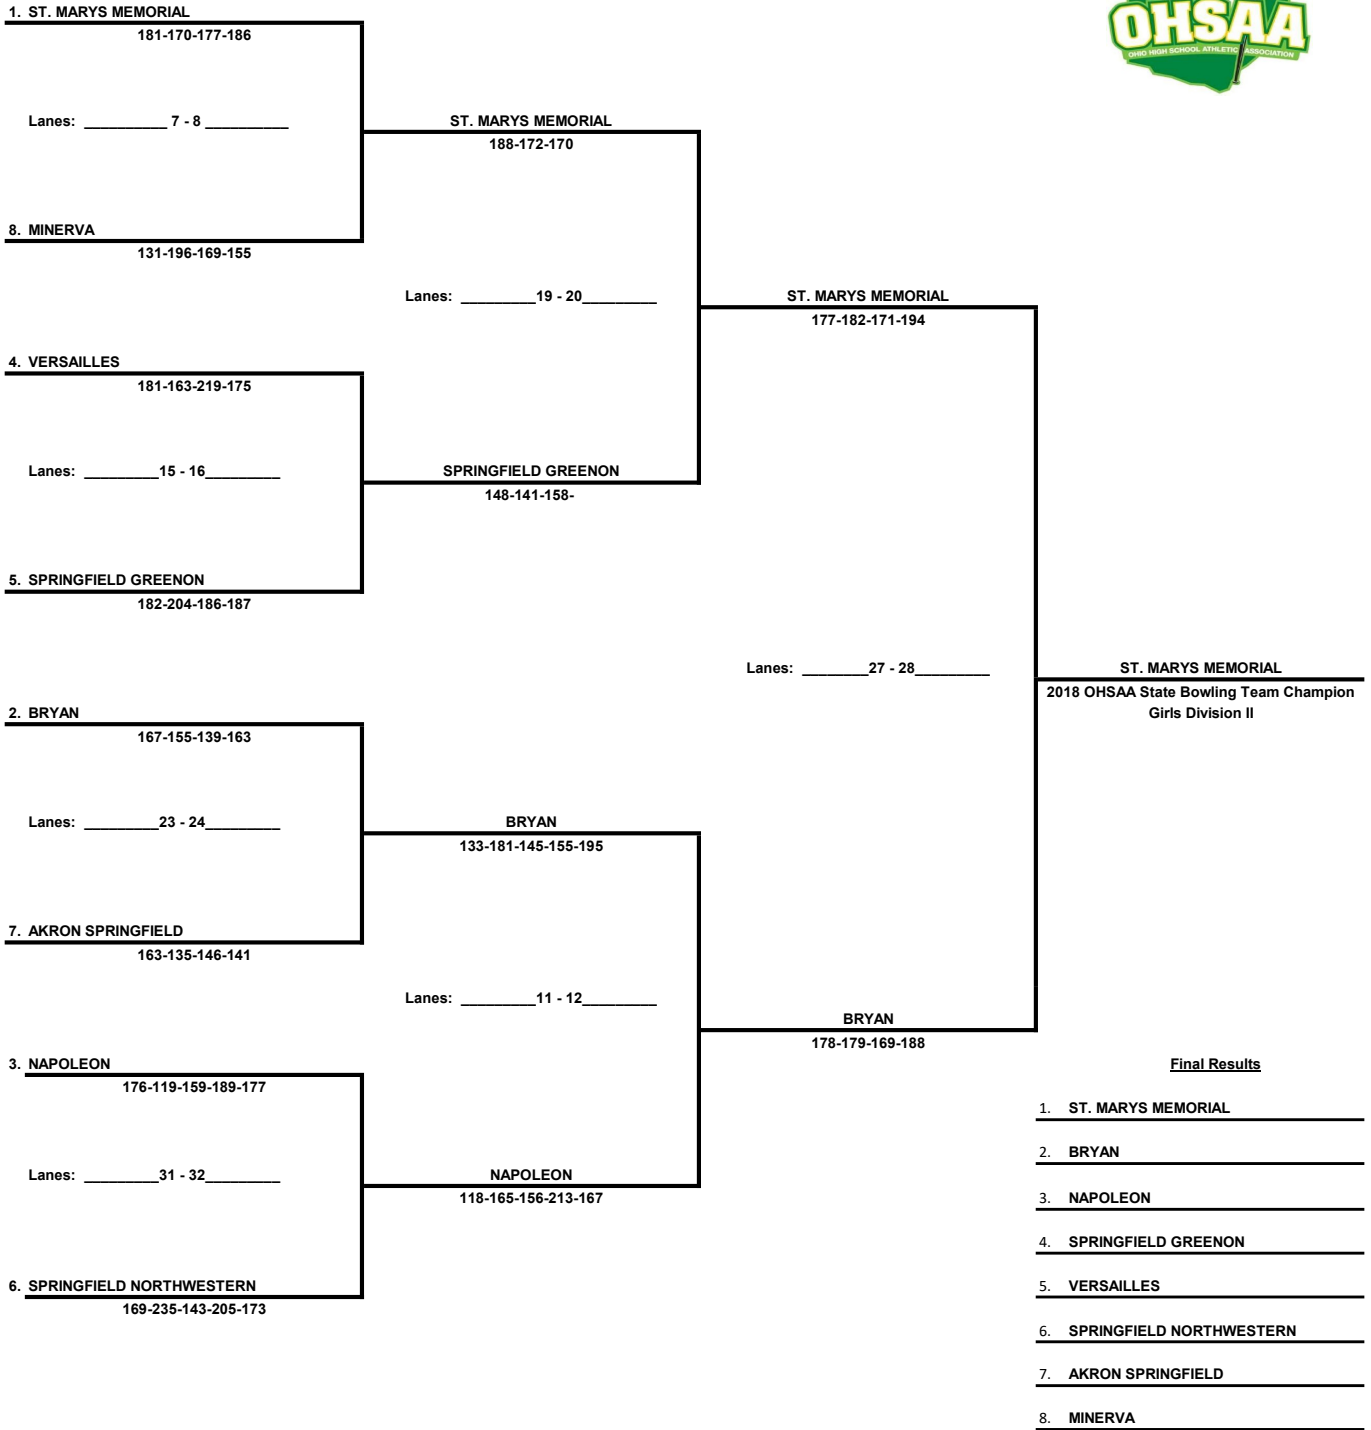 OHSAA
OHIO HIGH SCHOOL ATHLETIC ASSOCIATION
1. ST. MARYS MEMORIAL
181-170-177-186
Lanes: __________ 7 - 8 __________
ST. MARYS MEMORIAL
188-172-170
8. MINERVA
131-196-169-155
Lanes: _________19 - 20_________
ST. MARYS MEMORIAL
177-182-171-194
4. VERSAILLES
181-163-219-175
Lanes: _________15 - 16_________
SPRINGFIELD GREENON
148-141-158-
5. SPRINGFIELD GREENON
182-204-186-187
Lanes: ________27 - 28_________
ST. MARYS MEMORIAL
2018 OHSAA State Bowling Team Champion
Girls Division II
2. BRYAN
167-155-139-163
Lanes: _________23 - 24_________
BRYAN
133-181-145-155-195
7. AKRON SPRINGFIELD
163-135-146-141
Lanes: _________11 - 12_________
BRYAN
178-179-169-188
3. NAPOLEON
176-119-159-189-177
Lanes: _________31 - 32_________
NAPOLEON
118-165-156-213-167
6. SPRINGFIELD NORTHWESTERN
169-235-143-205-173
Final Results
1. ST. MARYS MEMORIAL
2. BRYAN
3. NAPOLEON
4. SPRINGFIELD GREENON
5. VERSAILLES
6. SPRINGFIELD NORTHWESTERN
7. AKRON SPRINGFIELD
8. MINERVA